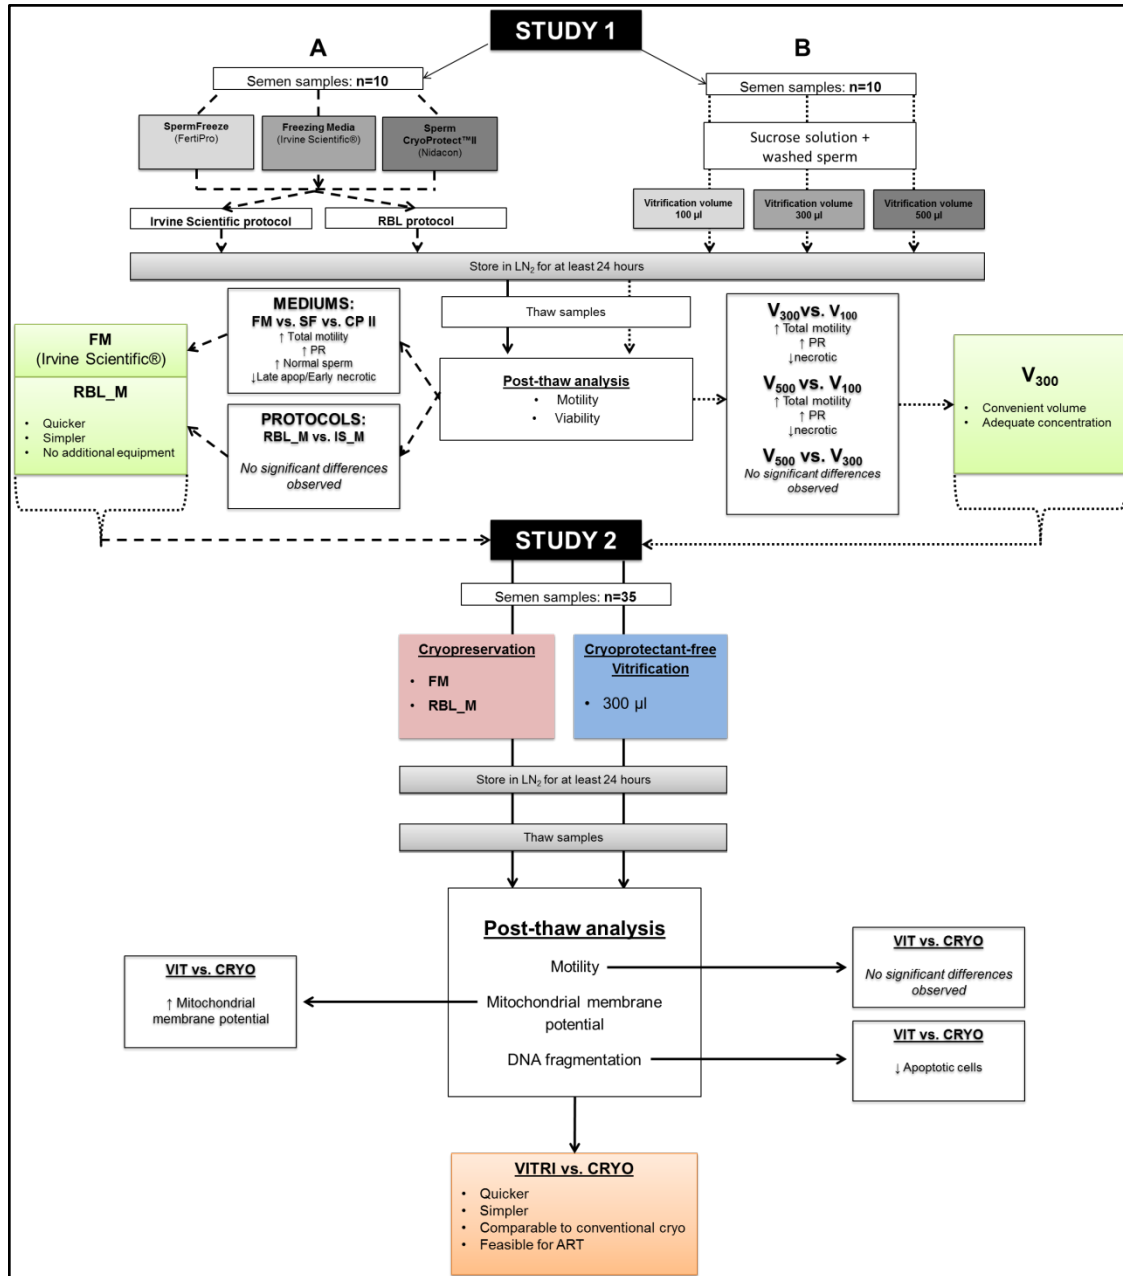 STUDY 1
A
B
Semen samples: n=10
Semen samples: n=10
SpermFreeze
(FertiPro)
Freezing Media
(Irvine Scientific®)
Sperm
CryoProtect™II
(Nidacon)
Sucrose solution +
washed sperm
Vitrification volume
100 µl
Vitrification volume
300 µl
Vitrification volume
500 µl
Irvine Scientific protocol
RBL protocol
Store in LN₂ for at least 24 hours
Thaw samples
MEDIUMS:
FM vs. SF vs. CP II
↑ Total motility
↑ PR
↑ Normal sperm
↓Late apop/Early necrotic
FM
(Irvine Scientific®)
RBL_M
• Quicker
• Simpler
• No additional equipment
PROTOCOLS:
RBL_M vs. IS_M
No significant differences
observed
Post-thaw analysis
• Motility
• Viability
V₃₀₀ vs. V₁₀₀
↑ Total motility
↑ PR
↓necrotic
V₅₀₀ vs. V₁₀₀
↑ Total motility
↑ PR
↓necrotic
V₅₀₀ vs. V₃₀₀
No significant differences
observed
V₃₀₀
• Convenient volume
• Adequate concentration
STUDY 2
Semen samples: n=35
Cryopreservation
• FM
• RBL_M
Cryoprotectant-free
Vitrification
• 300 µl
Store in LN₂ for at least 24 hours
Thaw samples
Post-thaw analysis
Motility
Mitochondrial membrane
potential
DNA fragmentation
VIT vs. CRYO
↑ Mitochondrial
membrane potential
VIT vs. CRYO
No significant differences
observed
VIT vs. CRYO
↓ Apoptotic cells
VITRI vs. CRYO
• Quicker
• Simpler
• Comparable to conventional cryo
• Feasible for ART